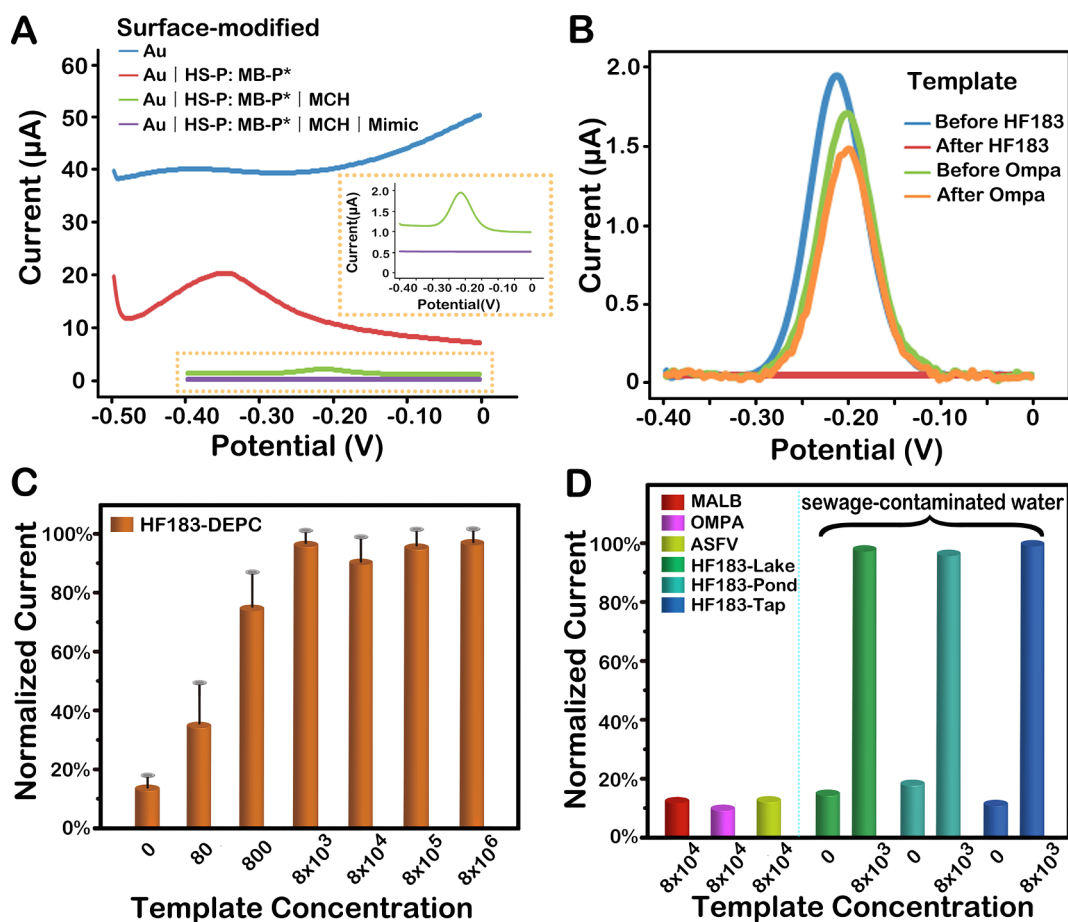 A
Surface-modified
Au
Au | HS-P: MB-P*
Au | HS-P: MB-P* | MCH
Au | HS-P: MB-P* | MCH | Mimic
Current (µA)
60
50
40
30
20
10
0
-0.50
-0.40
-0.30
-0.20
-0.10
0
Potential (V)
Current(µA)
2.0
1.5
1.0
0.5
0
-0.40
-0.30
-0.20
-0.10
0
Potential(V)
B
Template
Before HF183
After HF183
Before Ompa
After Ompa
Current (µA)
2.0
1.5
1.0
0.5
0
-0.40
-0.30
-0.20
-0.10
0
Potential (V)
C
HF183-DEPC
Normalized Current
100%
80%
60%
40%
20%
0%
0
80
800
8x10³
8x10⁴
8x10⁵
8x10⁶
Template Concentration
D
MALB
OMPA
ASFV
HF183-Lake
HF183-Pond
HF183-Tap
sewage-contaminated water
Normalized Current
100%
80%
60%
40%
20%
0%
8x10⁴
8x10⁴
8x10⁴
0
8x10³
0
8x10³
0
8x10³
Template Concentration